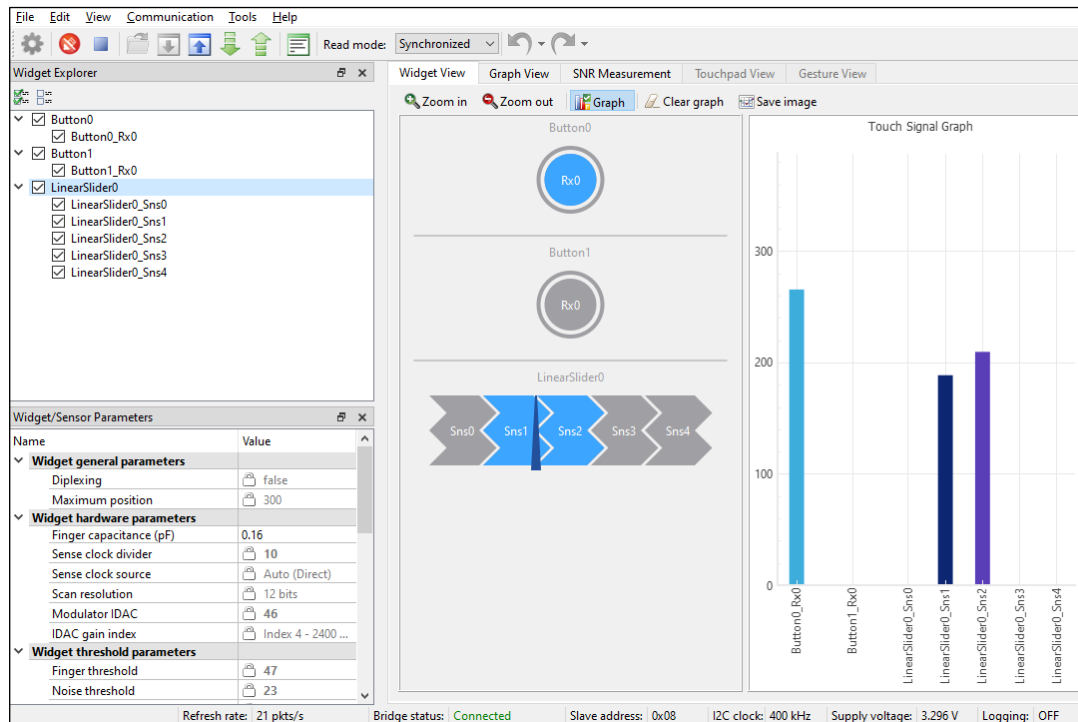 File Edit View Communication Tools Help
Read mode: Synchronized
Widget Explorer
Button0
Button0_Rx0
Button1
Button1_Rx0
LinearSlider0
LinearSlider0_Sns0
LinearSlider0_Sns1
LinearSlider0_Sns2
LinearSlider0_Sns3
LinearSlider0_Sns4
Widget/Sensor Parameters
Name Value
Widget general parameters
Diplexing false
Maximum position 300
Widget hardware parameters
Finger capacitance (pF) 0.16
Sense clock divider 10
Sense clock source Auto (Direct)
Scan resolution 12 bits
Modulator IDAC 46
IDAC gain index Index 4 - 2400 ...
Widget threshold parameters
Finger threshold 47
Noise threshold 23
Widget View Graph View SNR Measurement Touchpad View Gesture View
Zoom in Zoom out Graph Clear graph Save image
Button0
Rx0
Button1
Rx0
LinearSlider0
Sns0 Sns1 Sns2 Sns3 Sns4
Touch Signal Graph
300
200
100
0
Button0_Rx0
Button1_Rx0
LinearSlider0_Sns0
LinearSlider0_Sns1
LinearSlider0_Sns2
LinearSlider0_Sns3
LinearSlider0_Sns4
Refresh rate: 21 pkts/s Bridge status: Connected Slave address: 0x08 I2C clock: 400 kHz Supply voltage: 3.296 V Logging: OFF